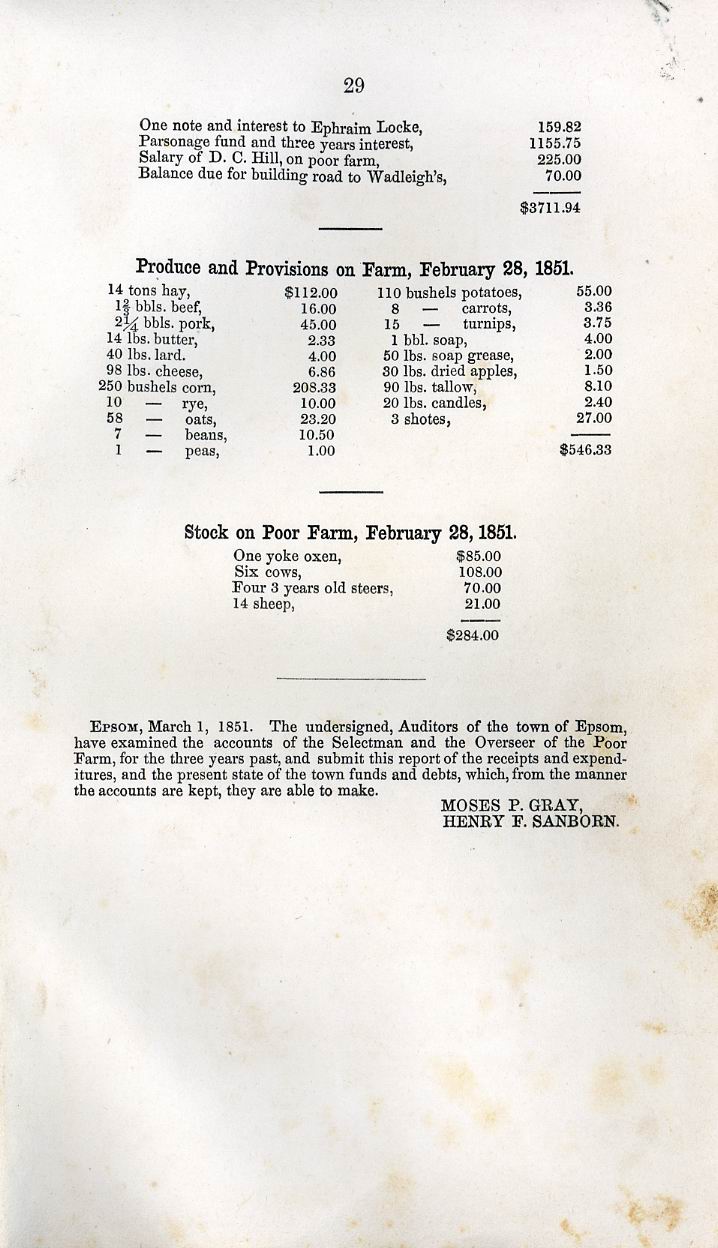 29
One note and interest to Ephraim Locke, 159.82
Parsonage fund and three years interest, 1155.75
Salary of D. C. Hill, on poor farm, 225.00
Balance due for building road to Wadleigh's, 70.00
$3711.94
Produce and Provisions on Farm, February 28, 1851.
14 tons hay, $112.00
bbls. beef, 16.00
2¼ bbls. pork, 45.00
14 lbs. butter, 2.33
40 lbs. lard. 4.00
98 lbs. cheese, 6.86
250 bushels corn, 208.33
10 — rye, 10.00
58 — oats, 23.20
7 — beans, 10.50
1 — peas, 1.00
110 bushels potatoes, 55.00
8 — carrots, 3.36
15 — turnips, 3.75
1 bbl. soap, 4.00
50 lbs. soap grease, 2.00
30 lbs. dried apples, 1.50
90 lbs. tallow, 8.10
20 lbs. candles, 2.40
3 shotes, 27.00
$546.33
Stock on Poor Farm, February 28, 1851.
One yoke oxen, $85.00
Six cows, 108.00
Four 3 years old steers, 70.00
14 sheep, 21.00
$284.00
EPSOM, March 1, 1851. The undersigned, Auditors of the town of Epsom,
have examined the accounts of the Selectman and the Overseer of the Poor
Farm, for the three years past, and submit this report of the receipts and expend-
itures, and the present state of the town funds and debts, which, from the manner
the accounts are kept, they are able to make.
MOSES P. GRAY,
HENRY F. SANBORN.